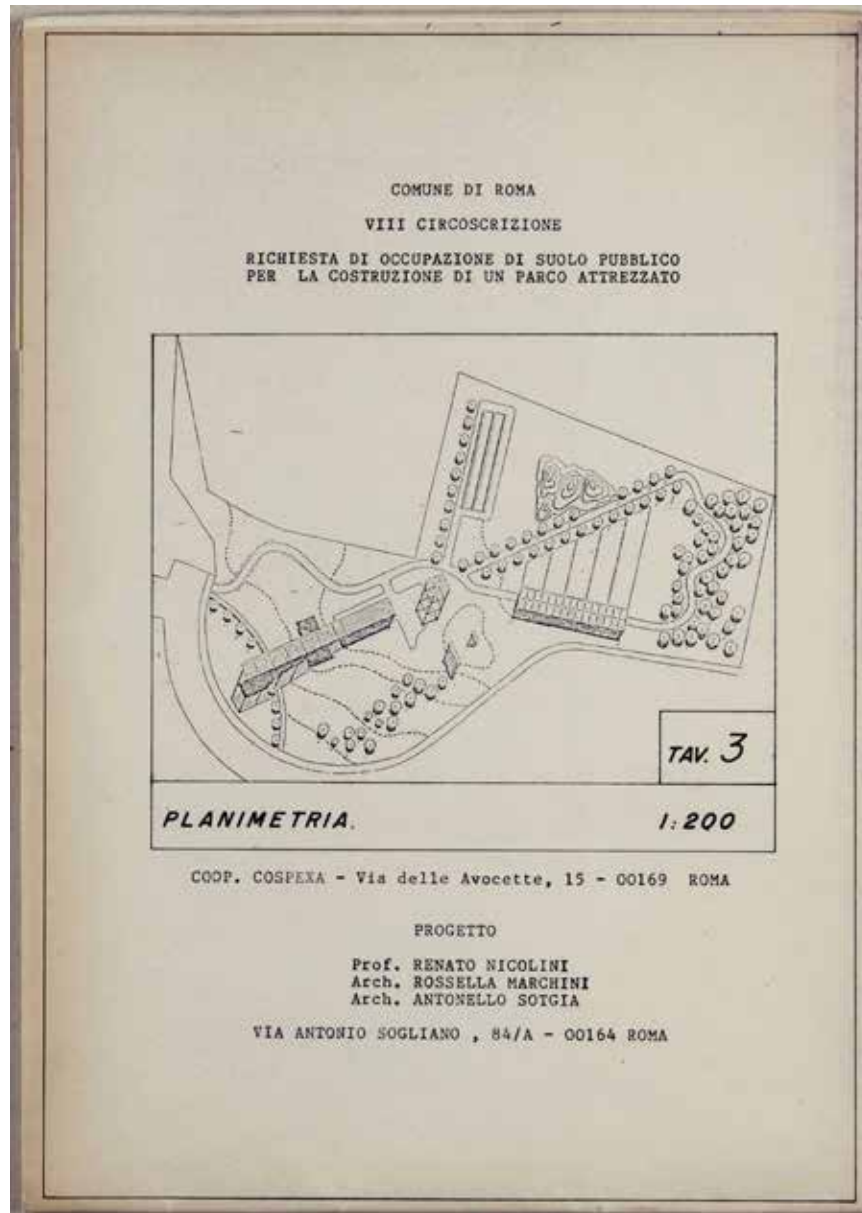 COMUNE DI ROMA
VIII CIRCOSCRIZIONE
RICHIESTA DI OCCUPAZIONE DI SUOLO PUBBLICO
PER LA COSTRUZIONE DI UN PARCO ATTREZZATO
TAV. 3
PLANIMETRIA. 1:200
COOP. COSPEXA - Via delle Avocette, 15 - 00169 ROMA
PROGETTO
Prof. RENATO NICOLINI
Arch. ROSSELLA MARCHINI
Arch. ANTONELLO SOTGIA
VIA ANTONIO SOGLIANO , 84/A - 00164 ROMA